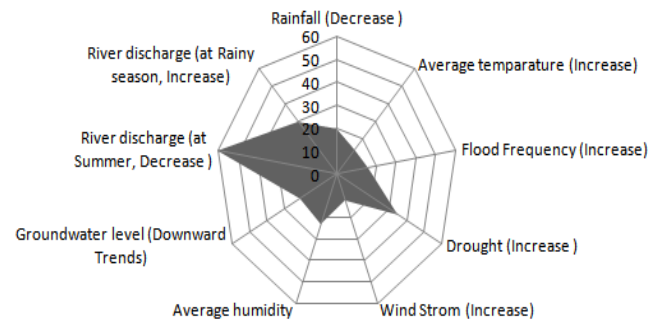 Rainfall (Decrease )
60
50
40
30
20
10
0
Average temparature (Increase)
Flood Frequency (Increase)
Drought (Increase )
Wind Strom (Increase)
Average humidity
Groundwater level (Downward
Trends)
River discharge (at
Summer, Decrease )
River discharge (at Rainy
season, Increase)